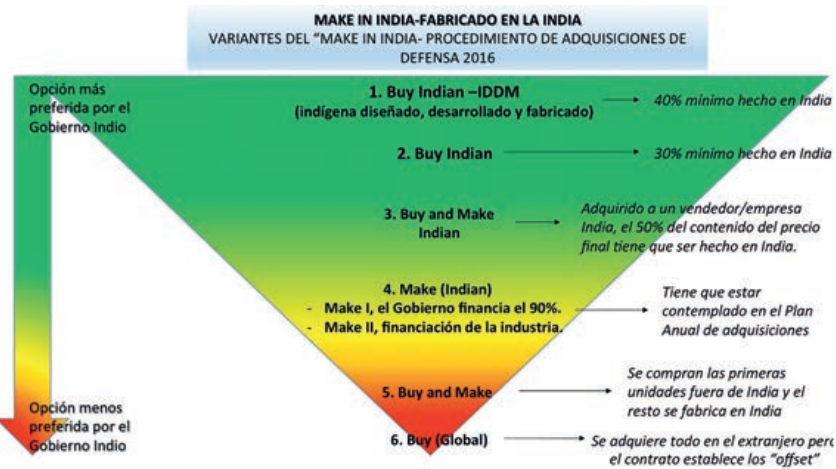 MAKE IN INDIA-FABRICADO EN LA INDIA
VARIANTES DEL "MAKE IN INDIA- PROCEDIMIENTO DE ADQUISICIONES DE
DEFENSA 2016
Opción más
preferida por el
Gobierno Indio
1. Buy Indian –IDDM
(indígena diseñado, desarrollado y fabricado)
40% mínimo hecho en India
2. Buy Indian
30% mínimo hecho en India
3. Buy and Make
Indian
Adquirido a un vendedor/empresa
India, el 50% del contenido del precio
final tiene que ser hecho en India.
4. Make (Indian)
- Make I, el Gobierno financia el 90%.
- Make II, financiación de la industria.
Tiene que estar
contemplado en el Plan
Anual de adquisiciones
5. Buy and Make
Se compran las primeras
unidades fuera de India y el
resto se fabrica en India
Opción menos
preferida por el
Gobierno Indio
6. Buy (Global)
Se adquiere todo en el extranjero pero
el contrato establece los "offset"